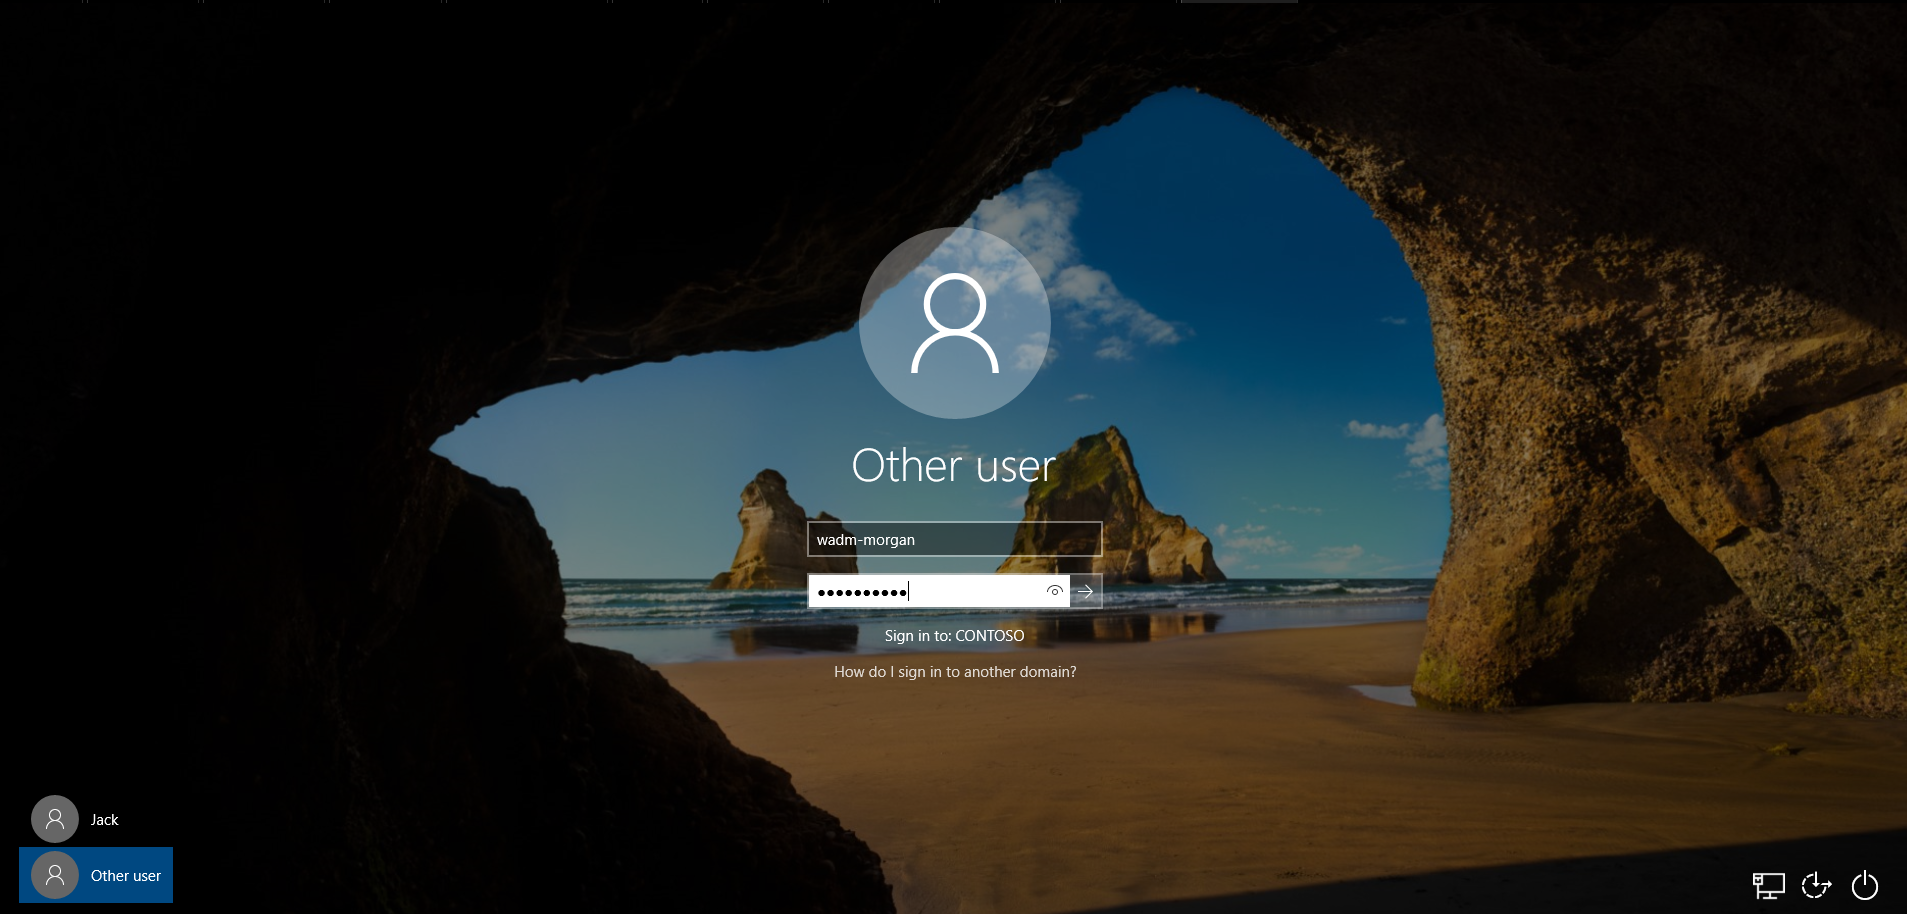 Other user
wadm-morgan
Sign in to: CONTOSO
How do I sign in to another domain?
Jack
Other user